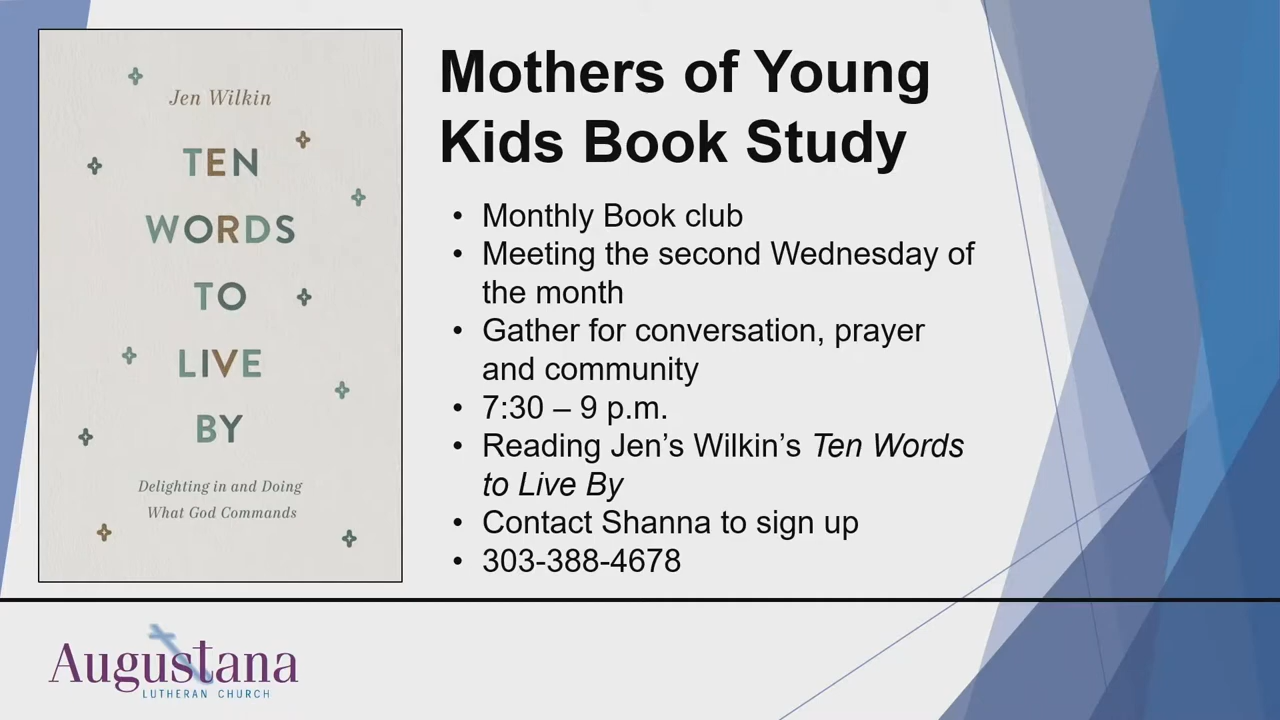 Jen Wilkin
TEN
WORDS
TO
LIVE
BY
Delighting in and Doing
What God Commands
Mothers of Young
Kids Book Study
• Monthly Book club
• Meeting the second Wednesday of
the month
• Gather for conversation, prayer
and community
• 7:30 – 9 p.m.
• Reading Jen’s Wilkin’s Ten Words
to Live By
• Contact Shanna to sign up
• 303-388-4678
Augustana
LUTHERAN CHURCH